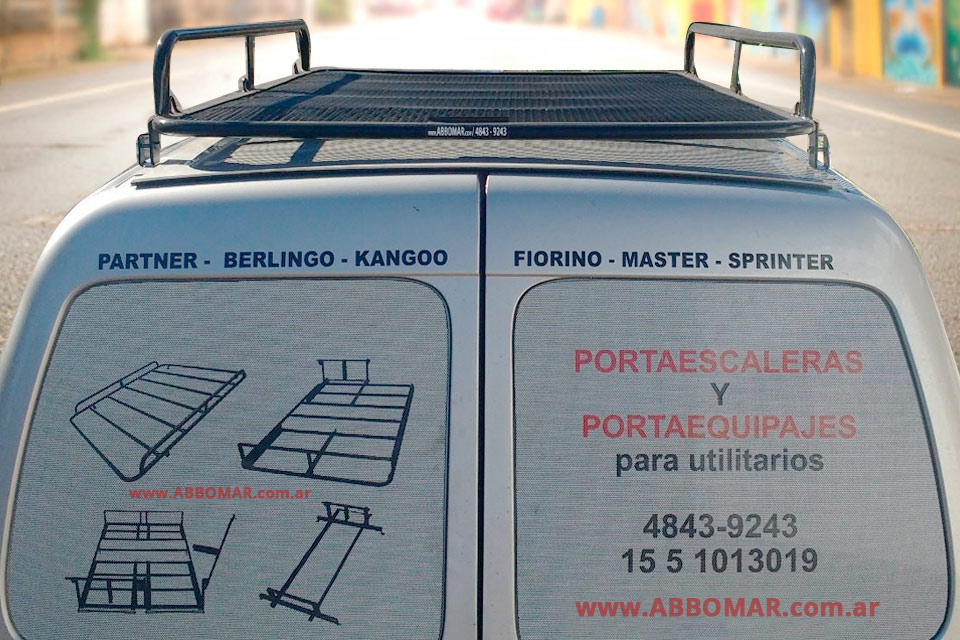 www.ABBOMAR.com / 4843 - 9243
PARTNER - BERLINGO - KANGOO
FIORINO - MASTER - SPRINTER
www.ABBOMAR.com.ar
PORTAESCALERAS
Y
PORTAEQUIPAJES
para utilitarios
4843-9243
15 5 1013019
www.ABBOMAR.com.ar